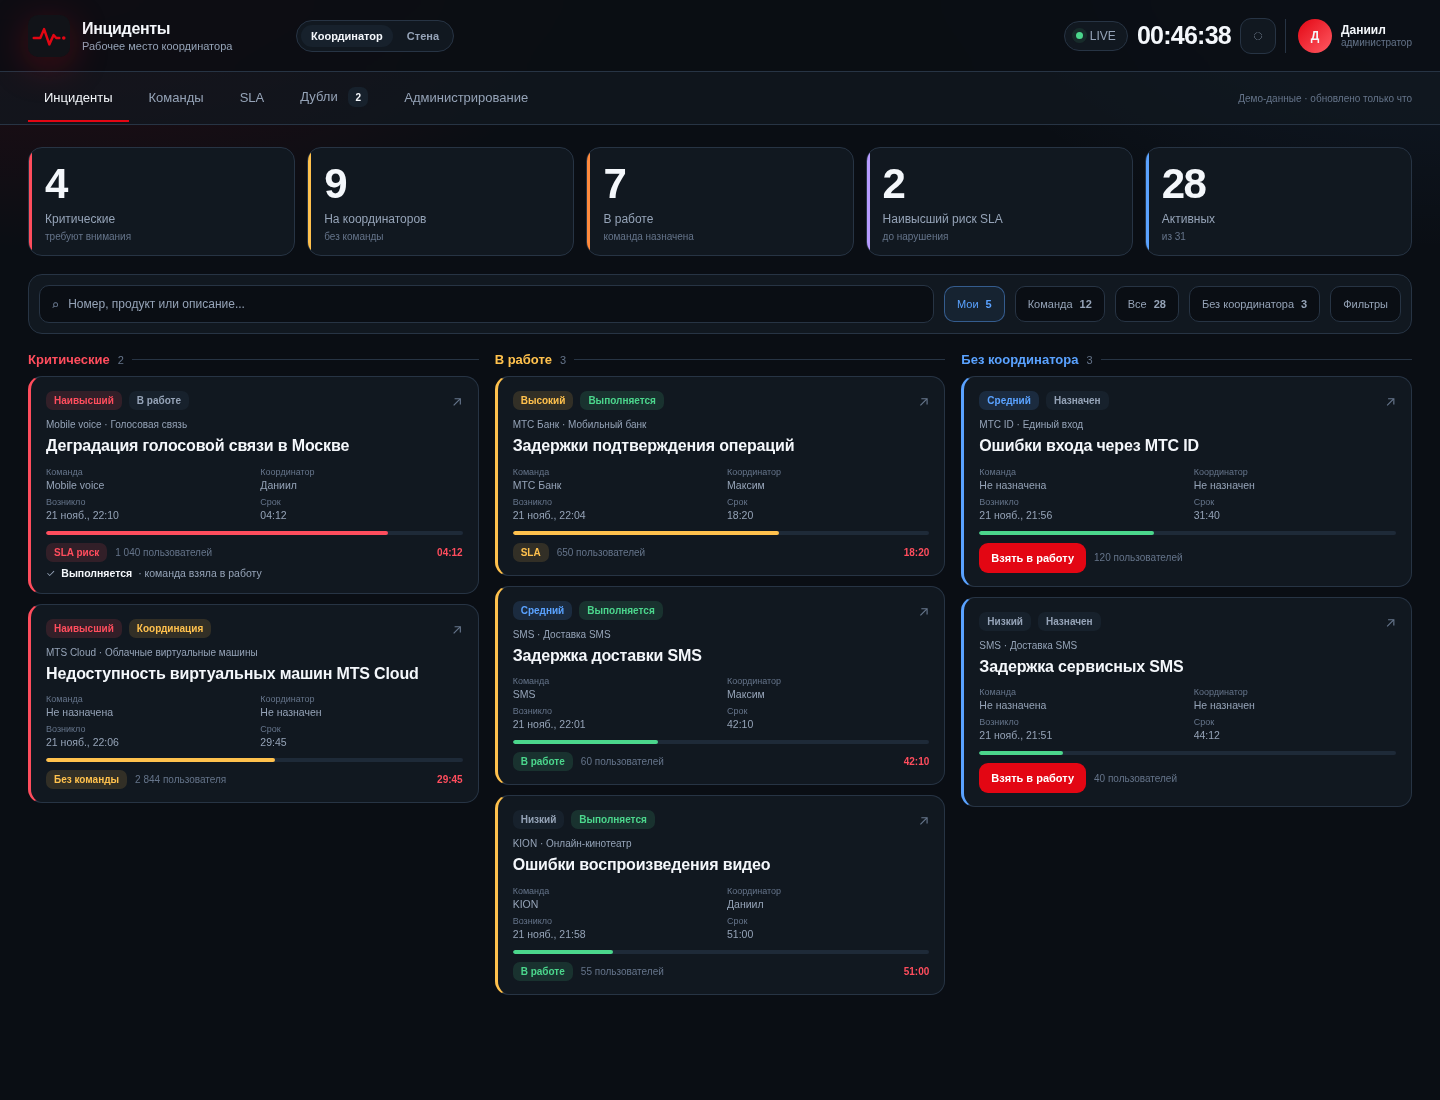 Инциденты
Рабочее место координатора
Координатор Стена
LIVE 00:46:38
Д
Даниил
администратор
Инциденты Команды SLA Дубли 2 Администрирование
Демо-данные · обновлено только что
4
Критические
требуют внимания
9
На координаторов
без команды
7
В работе
команда назначена
2
Наивысший риск SLA
до нарушения
28
Активных
из 31
Номер, продукт или описание...
Мои 5
Команда 12
Все 28
Без координатора 3
Фильтры
Критические 2
Наивысший В работе
Mobile voice · Голосовая связь
Деградация голосовой связи в Москве
Команда Координатор
Mobile voice Даниил
Возникло Срок
21 нояб., 22:10 04:12
SLA риск 1 040 пользователей 04:12
✓ Выполняется · команда взяла в работу
Наивысший Координация
MTS Cloud · Облачные виртуальные машины
Недоступность виртуальных машин MTS Cloud
Команда Координатор
Не назначена Не назначен
Возникло Срок
21 нояб., 22:06 29:45
Без команды 2 844 пользователя 29:45
В работе 3
Высокий Выполняется
МТС Банк · Мобильный банк
Задержки подтверждения операций
Команда Координатор
МТС Банк Максим
Возникло Срок
21 нояб., 22:04 18:20
SLA 650 пользователей 18:20
Средний Выполняется
SMS · Доставка SMS
Задержка доставки SMS
Команда Координатор
SMS Максим
Возникло Срок
21 нояб., 22:01 42:10
В работе 60 пользователей 42:10
Низкий Выполняется
KION · Онлайн-кинотеатр
Ошибки воспроизведения видео
Команда Координатор
KION Даниил
Возникло Срок
21 нояб., 21:58 51:00
В работе 55 пользователей 51:00
Без координатора 3
Средний Назначен
МТС ID · Единый вход
Ошибки входа через МТС ID
Команда Координатор
Не назначена Не назначен
Возникло Срок
21 нояб., 21:56 31:40
Взять в работу 120 пользователей
Низкий Назначен
SMS · Доставка SMS
Задержка сервисных SMS
Команда Координатор
Не назначена Не назначен
Возникло Срок
21 нояб., 21:51 44:12
Взять в работу 40 пользователей